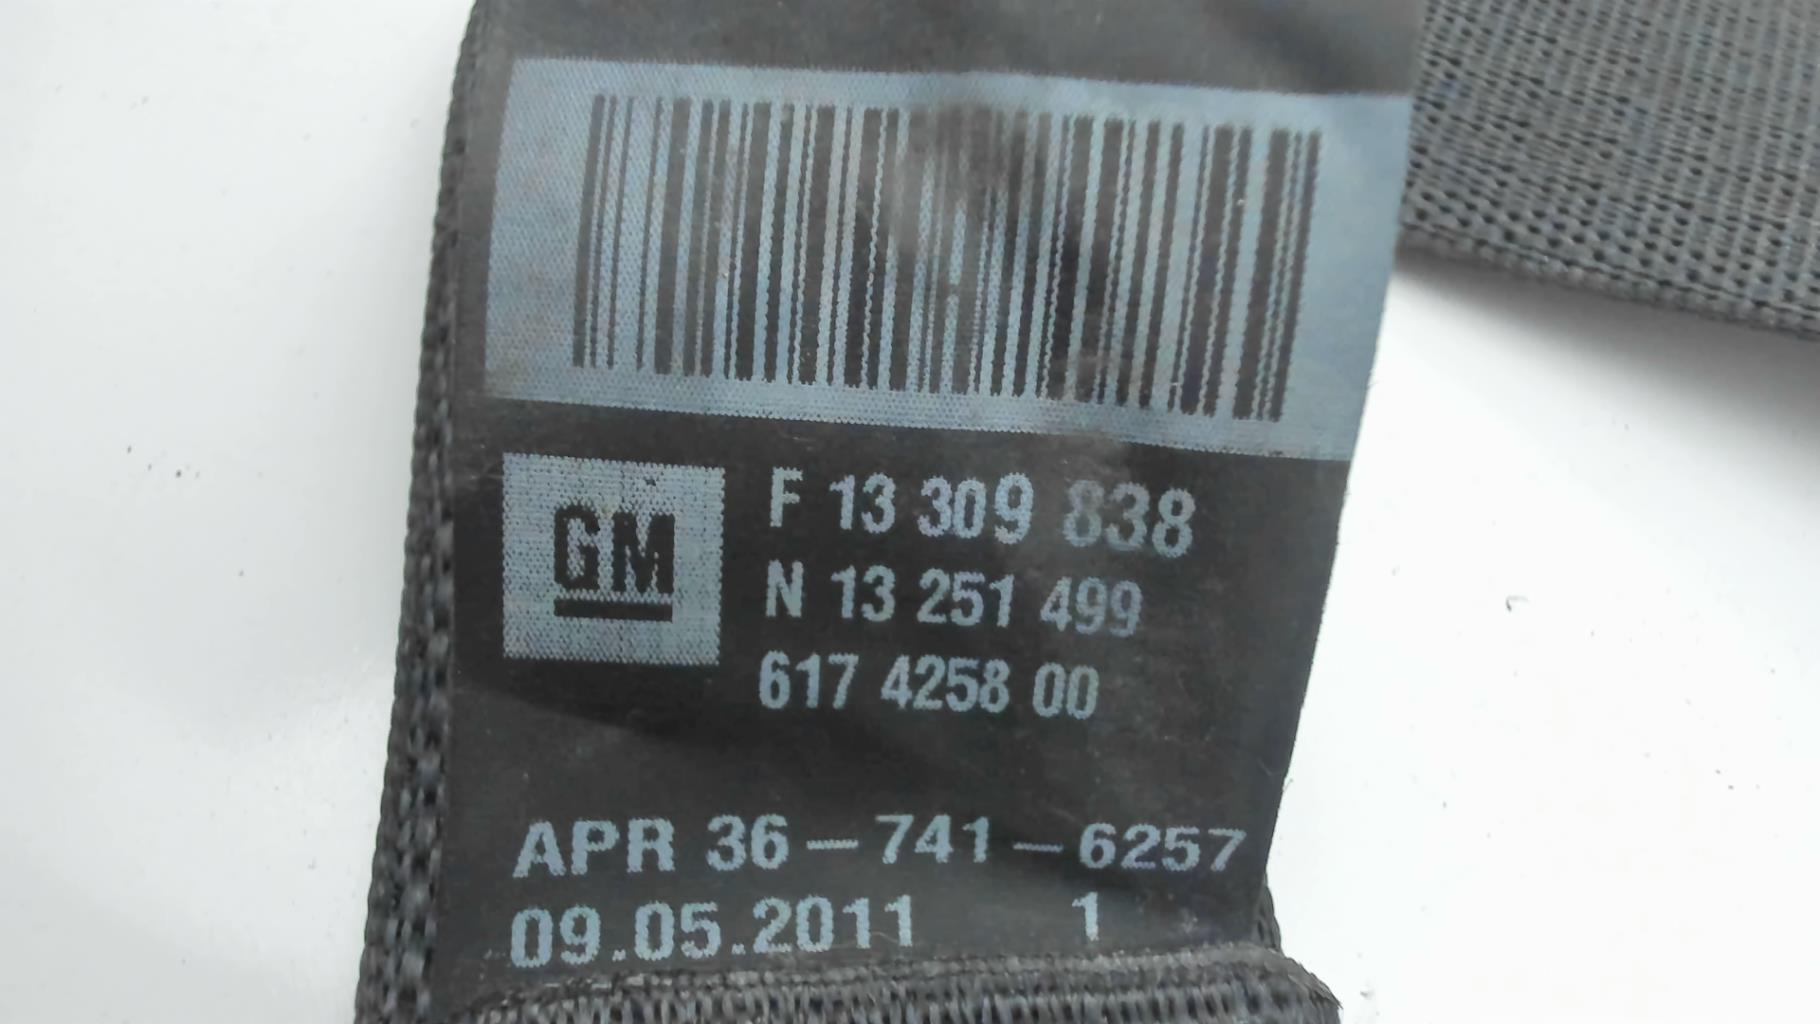 GM
F 13 309 838
N 13 251 499
617 4258 00
APR 36-741-6257
09.05.2011 1